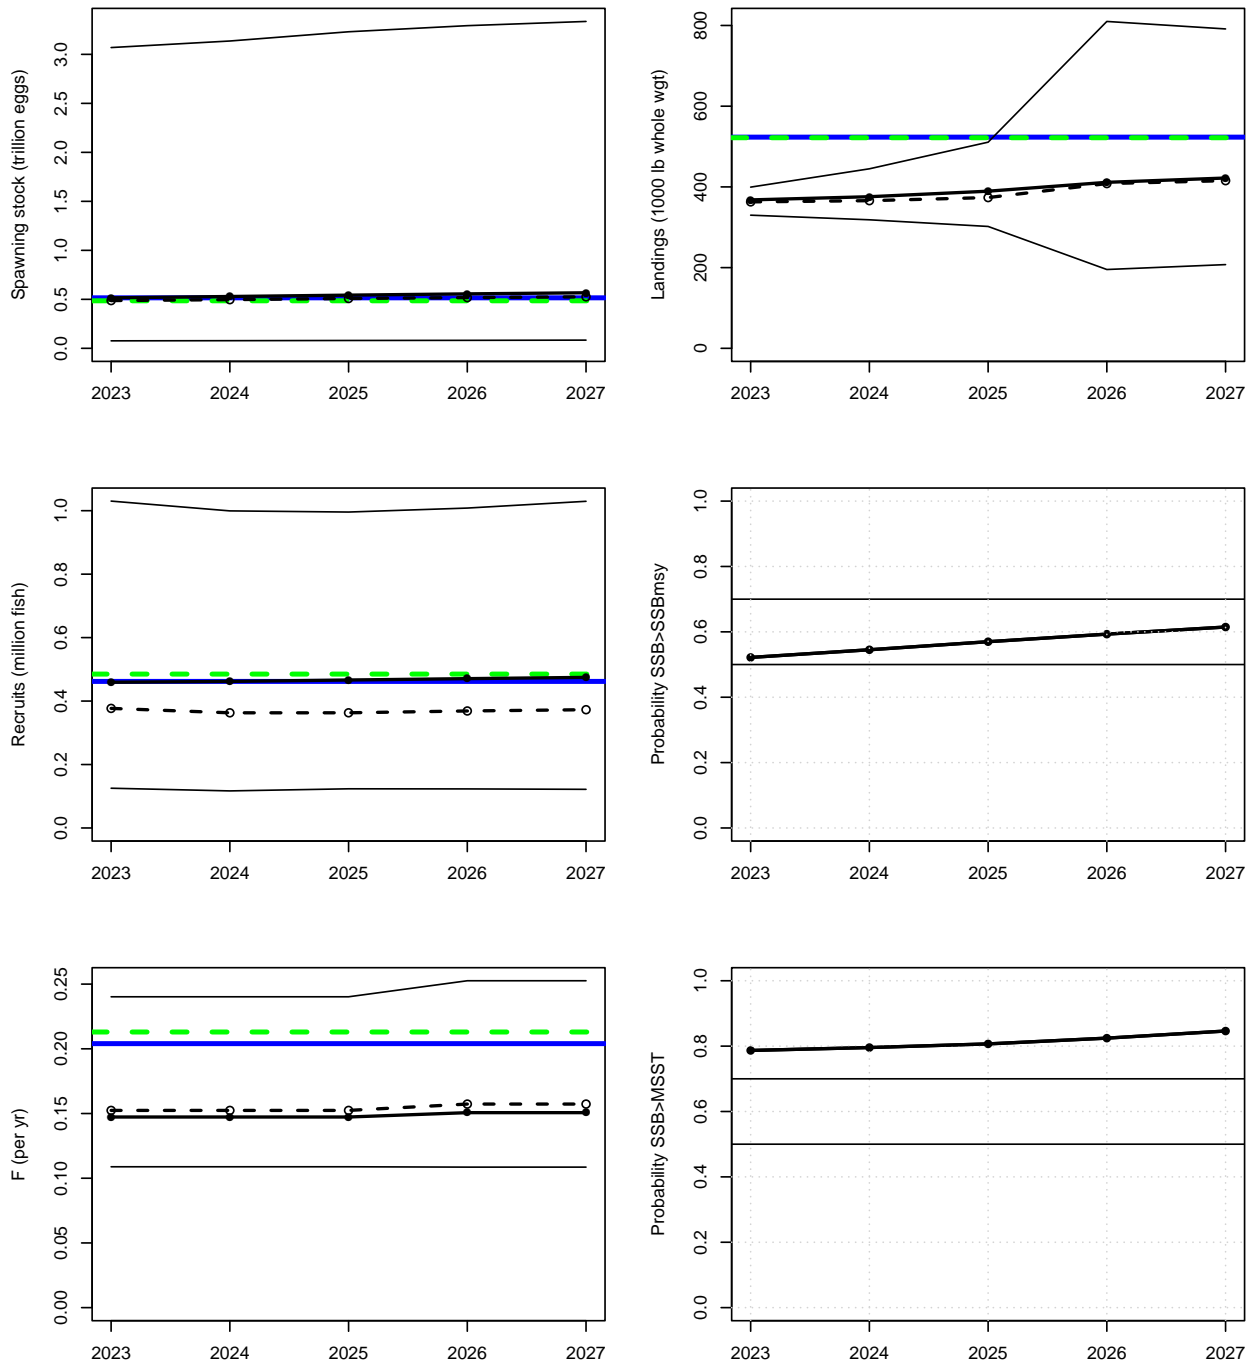 Spawning stock (trillion eggs)
0.0 0.5 1.0 1.5 2.0 2.5 3.0
2023 2024 2025 2026 2027
Landings (1000 lb whole wgt)
0 200 400 600 800
2023 2024 2025 2026 2027
Recruits (million fish)
0.0 0.2 0.4 0.6 0.8 1.0
2023 2024 2025 2026 2027
Probability SSB>SSBmsy
0.0 0.2 0.4 0.6 0.8 1.0
2023 2024 2025 2026 2027
F (per yr)
0.00 0.05 0.10 0.15 0.20 0.25
2023 2024 2025 2026 2027
Probability SSB>MSST
0.0 0.2 0.4 0.6 0.8 1.0
2023 2024 2025 2026 2027